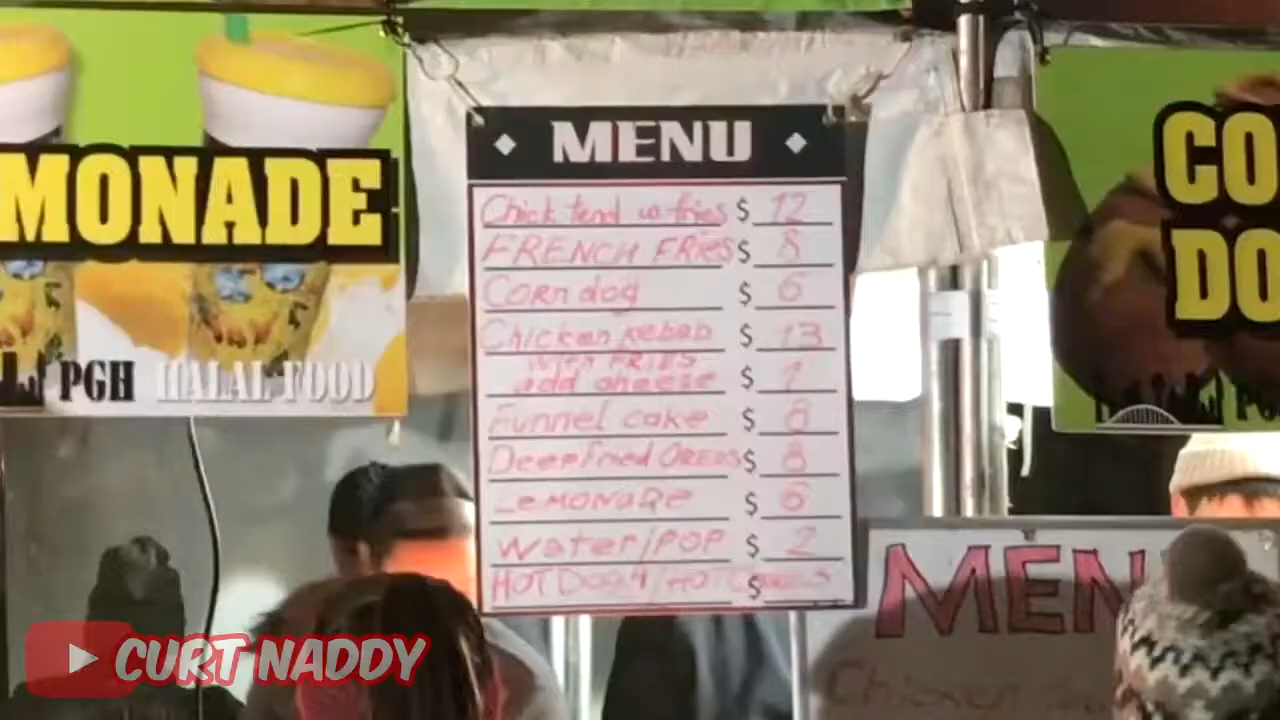 MONADE
PGH HALAL FOOD
MENU
Chick tend w fries $ 12
FRENCH FRIES $ 8
Corn dog $ 6
Chicken Kebab $ 13
with FRIES
add cheese $ 1
Funnel cake $ 8
Deep Fried OREOS $ 8
LEMONADE $ 6
Water/POP $ 2
HOT DOG
$
CO
DO
MEN
Chicken
CURT NADDY